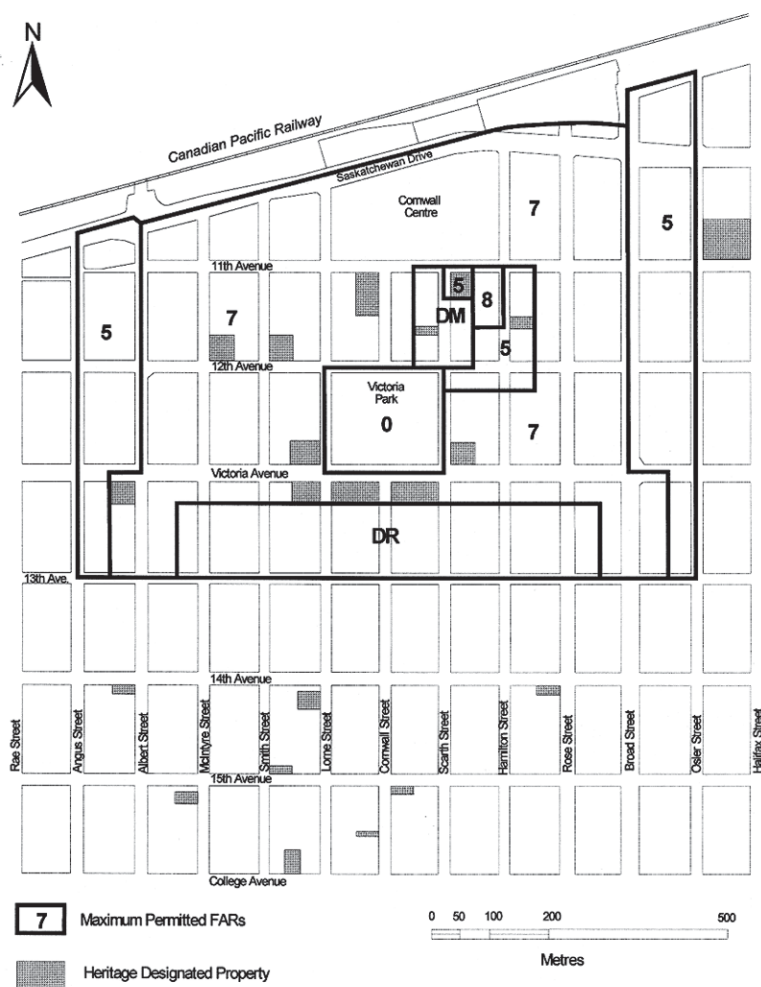 N
Canadian Pacific Railway
Saskatchewan Drive
Cornwall
Centre
7
5
11th Avenue
5
8
DM
5
7
5
12th Avenue
Victoria
Park
0
7
Victoria Avenue
DR
13th Ave.
14th Avenue
Rae Street
Angus Street
Albert Street
McIntyre Street
Smith Street
Lorne Street
Cornwall Street
Scarth Street
Hamilton Street
Rose Street
Broad Street
Osler Street
Halifax Street
15th Avenue
College Avenue
7 Maximum Permitted FARs
0 50 100 200 500
Metres
Heritage Designated Property